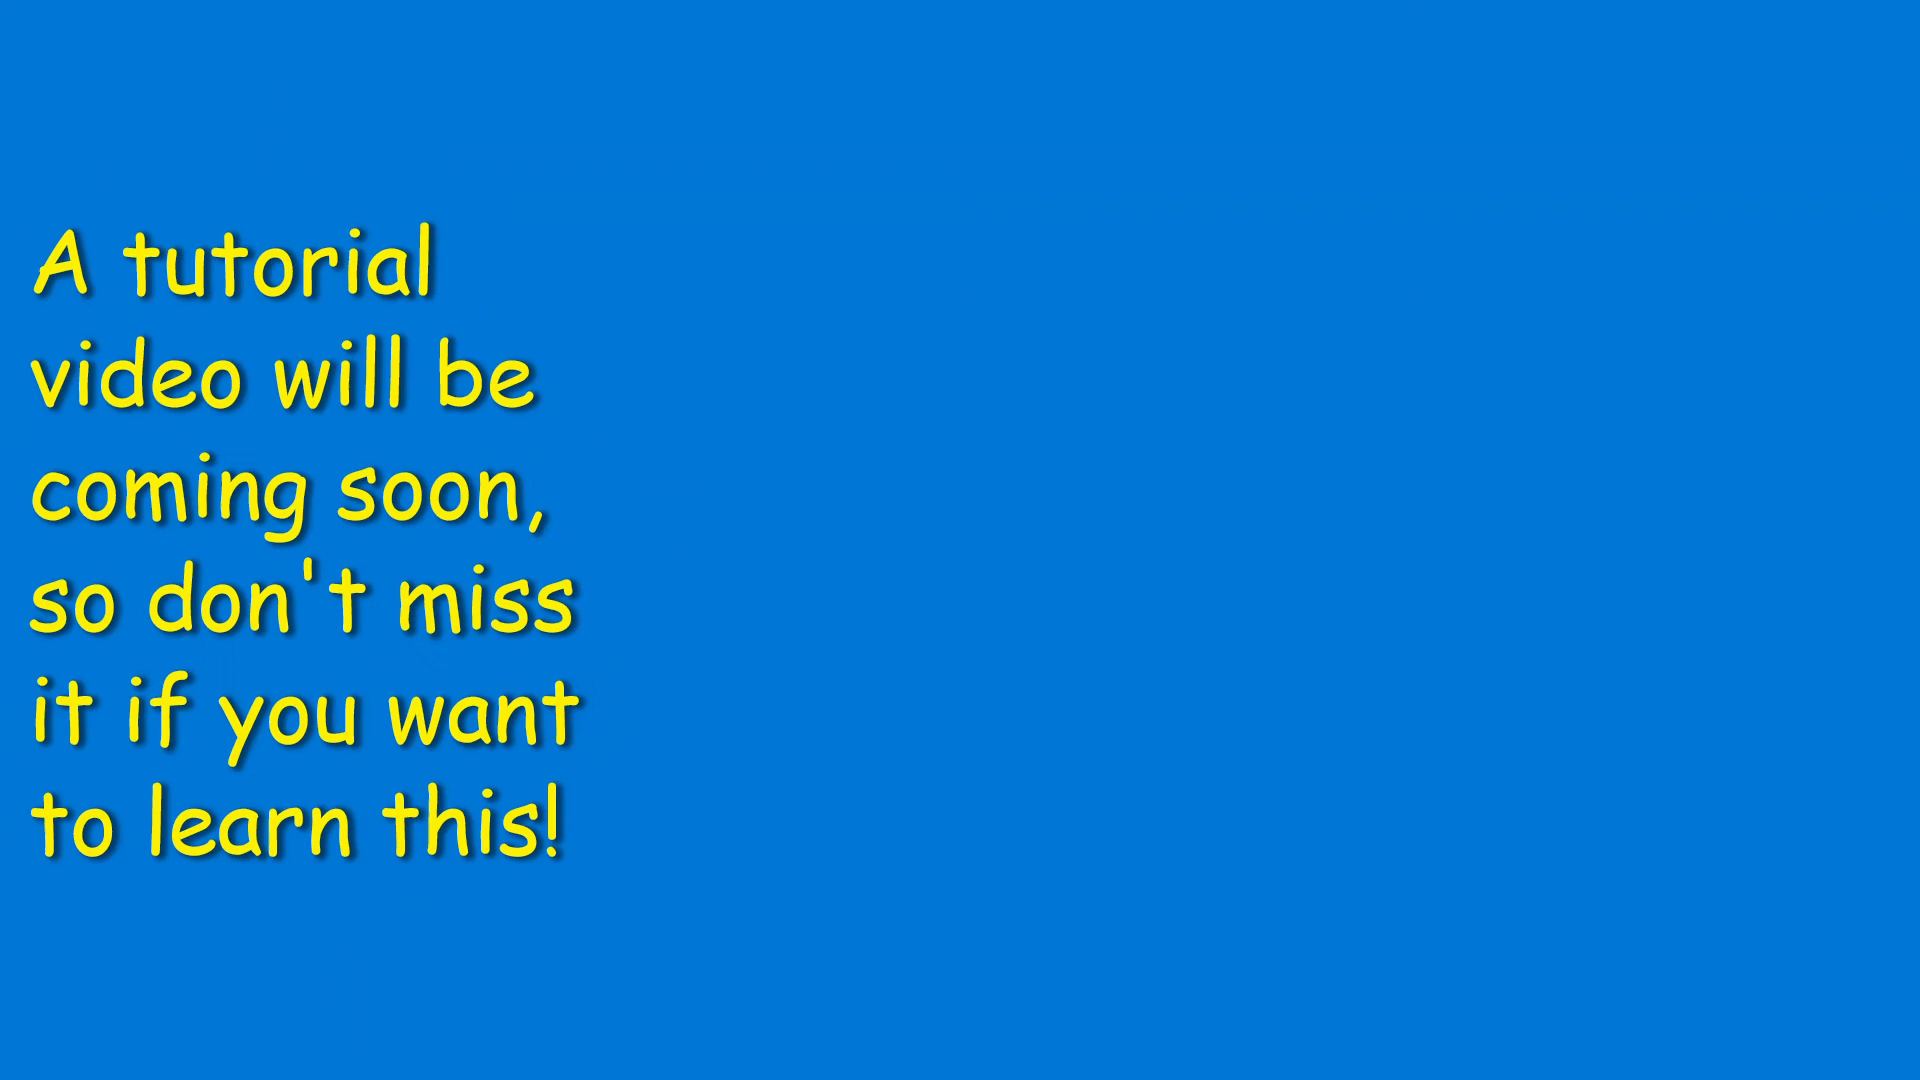 A tutorial
video will be
coming soon,
so don't miss
it if you want
to learn this!